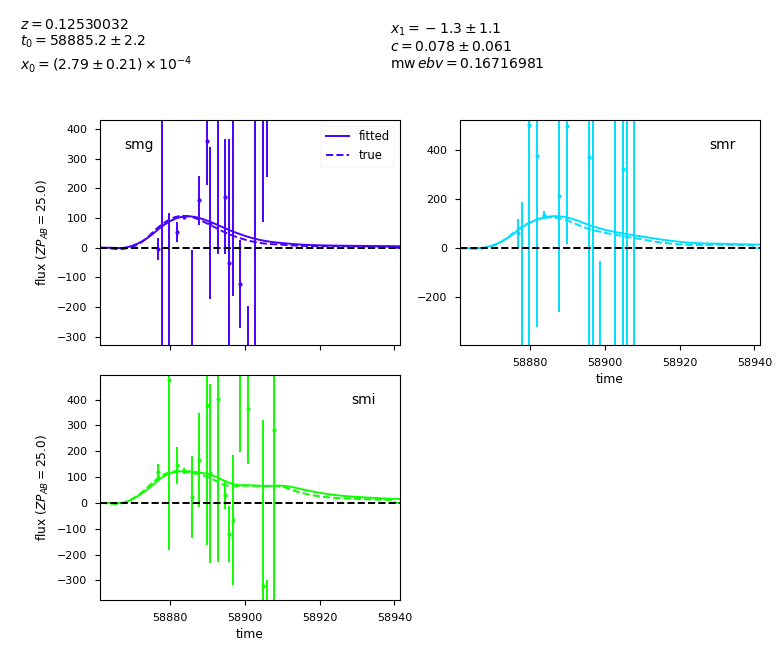 z = 0.12530032
t₀ = 58885.2 ± 2.2
x₀ = (2.79 ± 0.21) × 10⁻⁴
x₁ = −1.3 ± 1.1
c = 0.078 ± 0.061
mw ebv = 0.16716981
smg
fitted
true
400
300
200
100
0
−100
−200
−300
flux (ZP_AB = 25.0)
smr
400
200
0
−200
58880 58900 58920 58940
time
smi
400
300
200
100
0
−100
−200
−300
flux (ZP_AB = 25.0)
58880 58900 58920 58940
time